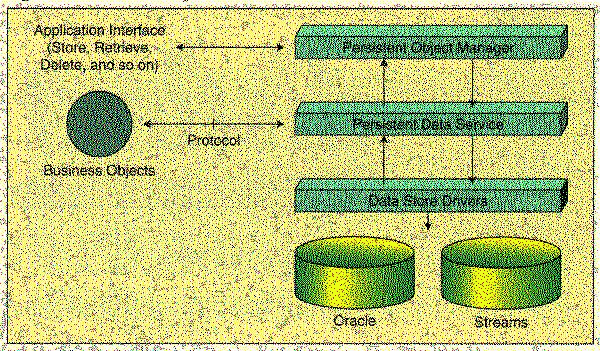 Application Interface
(Store, Retrieve,
Delete, and so on)
Persistent Object Manager
Persistent Data Service
Protocol
Business Objects
Data Store Drivers
Oracle
Streams